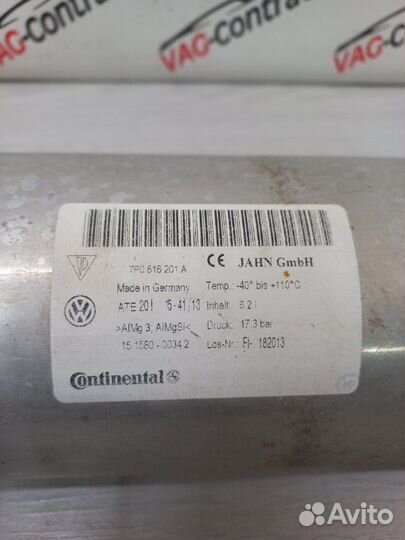 VAG-Contract
VAG-Contra
7P0 616 201 A
CE JAHN GmbH
Made in Germany
Temp.: -40° bis +110°C
ATE 20 I 15-41/13 Inhalt: 6.2 l
>AlMg 3; AlMgSi< Druck: 17.3 bar
15.1580-0034.2 Los-Nr.: FI- 182013
Continental
Avito